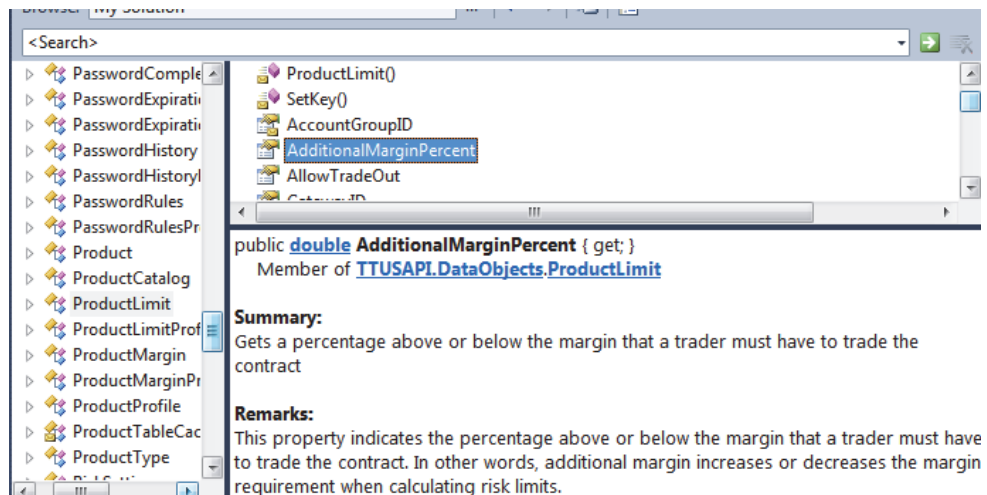 Browser My Solution
<Search>
PasswordComple
PasswordExpirati
PasswordExpirati
PasswordHistory
PasswordHistoryI
PasswordRules
PasswordRulesPr
Product
ProductCatalog
ProductLimit
ProductLimitProf
ProductMargin
ProductMarginPr
ProductProfile
ProductTableCac
ProductType
ProductLimit()
SetKey()
AccountGroupID
AdditionalMarginPercent
AllowTradeOut
GatewayID
public double AdditionalMarginPercent { get; }
Member of TTUSAPI.DataObjects.ProductLimit
Summary:
Gets a percentage above or below the margin that a trader must have to trade the
contract
Remarks:
This property indicates the percentage above or below the margin that a trader must have
to trade the contract. In other words, additional margin increases or decreases the margin
requirement when calculating risk limits.